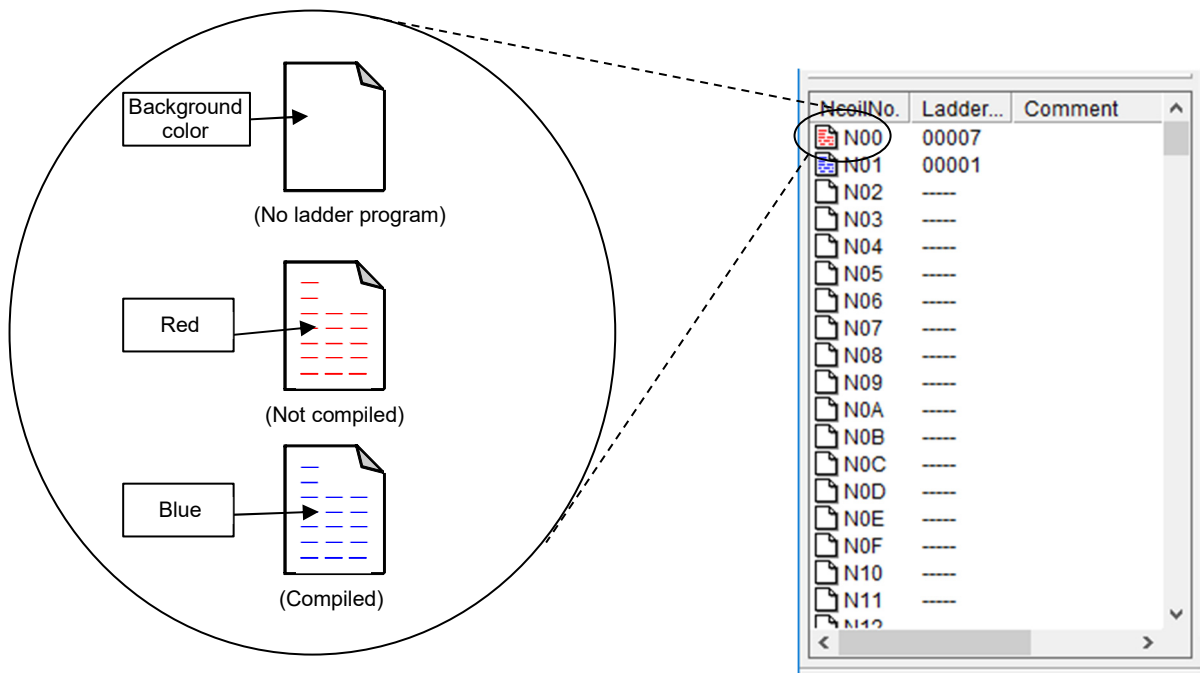 Background
color
(No ladder program)
Red
(Not compiled)
Blue
(Compiled)
NcoilNo. Ladder... Comment
N00 00007
N01 00001
N02 -----
N03 -----
N04 -----
N05 -----
N06 -----
N07 -----
N08 -----
N09 -----
N0A -----
N0B -----
N0C -----
N0D -----
N0E -----
N0F -----
N10 -----
N11 -----
N12